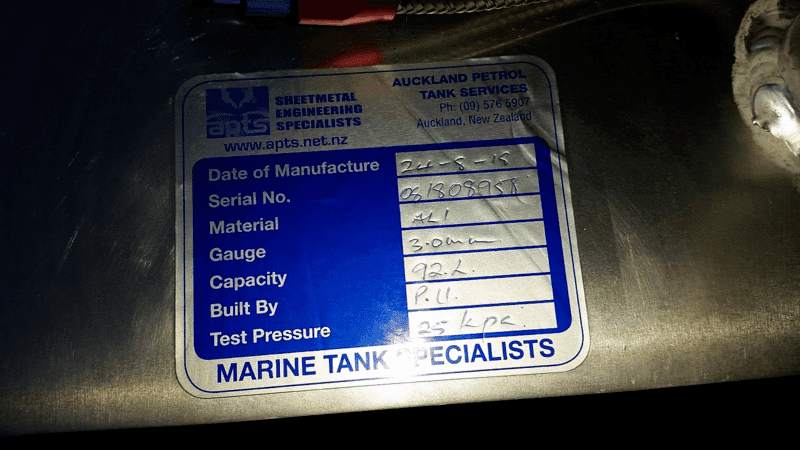 apts
SHEETMETAL
ENGINEERING
SPECIALISTS
www.apts.net.nz
AUCKLAND PETROL
TANK SERVICES
Ph: (09) 576 5907
Auckland, New Zealand
Date of Manufacture 24-8-18
Serial No. 081808958
Material ALI
Gauge 3.0mm
Capacity 92.L.
Built By P.U.
Test Pressure 25 kpa.
MARINE TANK SPECIALISTS